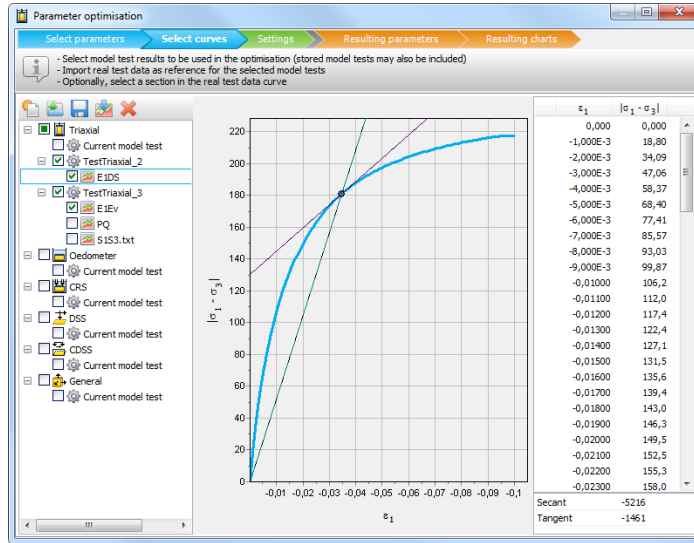 Parameter optimisation
Select parameters Select curves Settings Resulting parameters Resulting charts
- Select model test results to be used in the optimisation (stored model tests may also be included)
- Import real test data as reference for the selected model tests
- Optionally, select a section in the real test data curve
Triaxial
Current model test
TestTriaxial_2
E1DS
TestTriaxial_3
E1Ev
PQ
S1S3.txt
Oedometer
Current model test
CRS
Current model test
DSS
Current model test
CDSS
Current model test
General
Current model test
|σ1 - σ3|
220
200
180
160
140
120
100
80
60
40
20
0
-0,01 -0,02 -0,03 -0,04 -0,05 -0,06 -0,07 -0,08 -0,09 -0,1
ε1
ε1 |σ1 - σ3|
0,000 0,000
-1,000E-3 18,80
-2,000E-3 34,09
-3,000E-3 47,06
-4,000E-3 58,37
-5,000E-3 68,40
-6,000E-3 77,41
-7,000E-3 85,57
-8,000E-3 93,03
-9,000E-3 99,87
-0,01000 106,2
-0,01100 112,0
-0,01200 117,4
-0,01300 122,4
-0,01400 127,1
-0,01500 131,5
-0,01600 135,6
-0,01700 139,4
-0,01800 143,0
-0,01900 146,3
-0,02000 149,5
-0,02100 152,5
-0,02200 155,3
-0,02300 158,0
Secant -5216
Tangent -1461